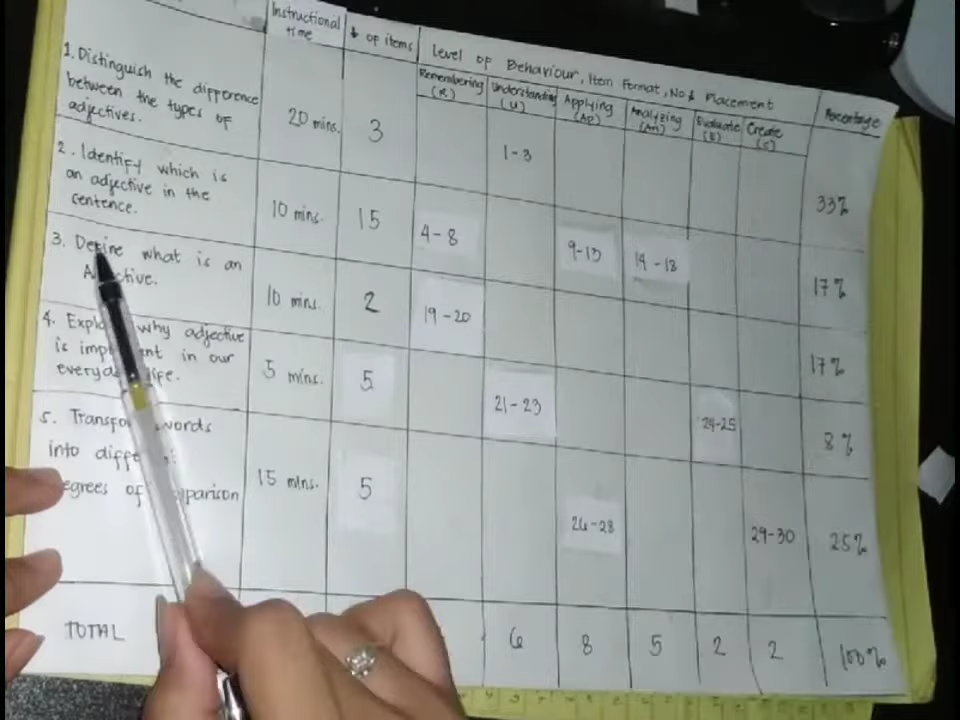 Instructional
time
# of items
Level of Behaviour, Item Format, No & Placement
Remembering
(R)
Understanding
(U)
Applying
(Ap)
Analyzing
(An)
Evaluate
(E)
Create
(C)
Percentage
1. Distinguish the difference
between the types of
adjectives.
20 mins.
3
1-3
33%
2. Identify which is
an adjective in the
sentence.
10 mins.
15
4-8
9-13
14-18
17%
3. Define what is an
10 mins.
2
19-20
17%
4. why adjective
is in our
5 mins.
5
21-23
24-25
8%
5. words
into
of
15 mins.
5
26-28
29-30
25%
TOTAL
6
8
5
2
2
100%